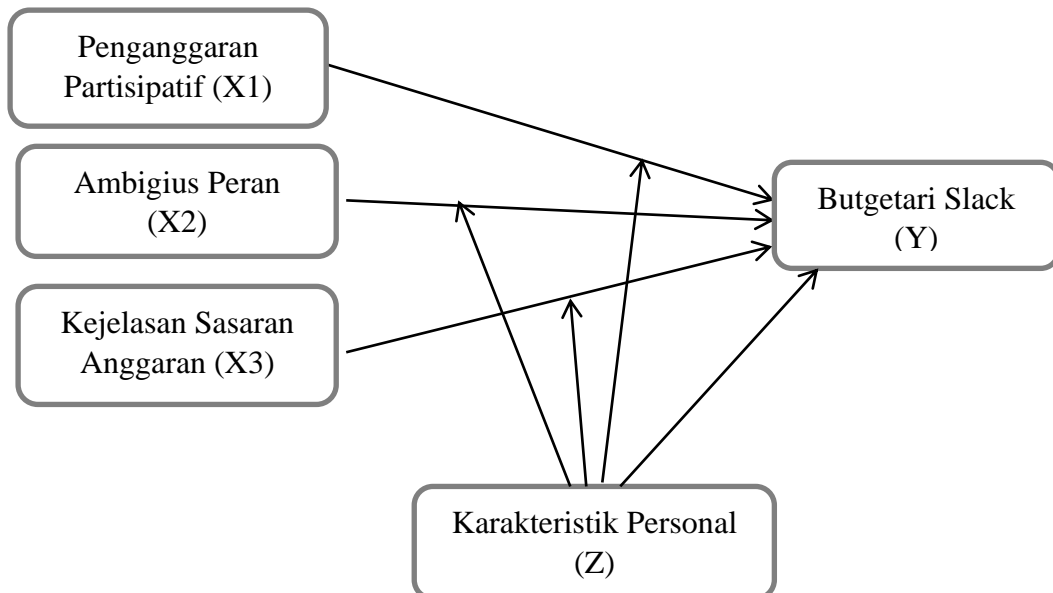 Penganggaran
Partisipatif (X1)
Ambigius Peran
(X2)
Kejelasan Sasaran
Anggaran (X3)
Butgetari Slack
(Y)
Karakteristik Personal
(Z)